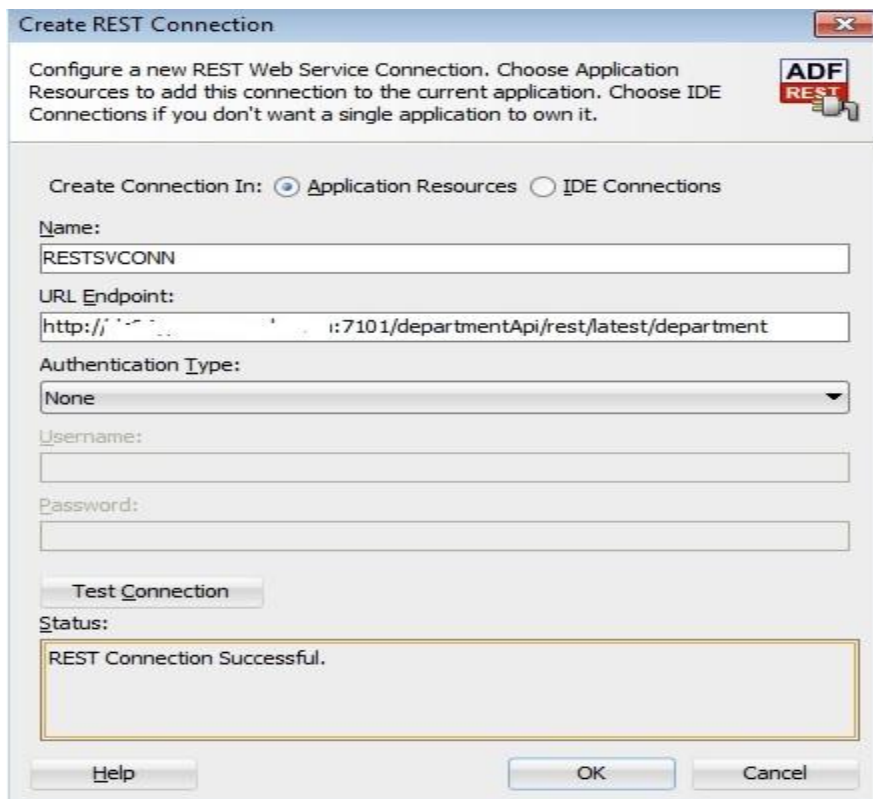 Create REST Connection
Configure a new REST Web Service Connection. Choose Application
Resources to add this connection to the current application. Choose IDE
Connections if you don't want a single application to own it.
ADF
REST
Create Connection In: Application Resources IDE Connections
Name:
RESTSVCONN
URL Endpoint:
http:// :7101/departmentApi/rest/latest/department
Authentication Type:
None
Username:
Password:
Test Connection
Status:
REST Connection Successful.
Help OK Cancel